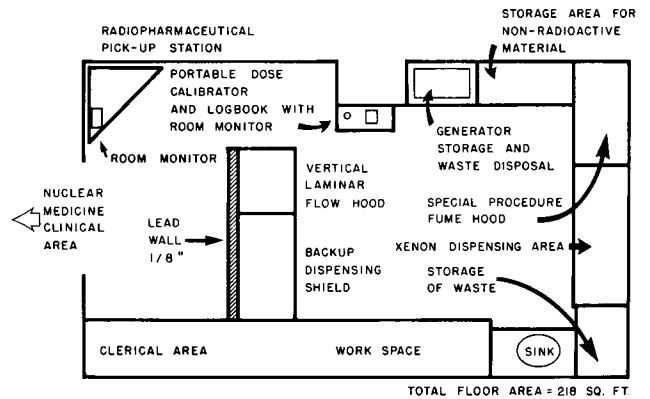 STORAGE AREA FOR
NON-RADIOACTIVE
MATERIAL
RADIOPHARMACEUTICAL
PICK-UP STATION
PORTABLE DOSE
CALIBRATOR
AND LOGBOOK WITH
ROOM MONITOR
ROOM MONITOR
GENERATOR
STORAGE AND
WASTE DISPOSAL
VERTICAL
LAMINAR
FLOW HOOD
NUCLEAR
MEDICINE
CLINICAL
AREA
LEAD
WALL
1/8"
SPECIAL PROCEDURE
FUME HOOD
XENON DISPENSING AREA
BACKUP
DISPENSING
SHIELD
STORAGE
OF WASTE
CLERICAL AREA
WORK SPACE
SINK
TOTAL FLOOR AREA = 218 SQ. FT.